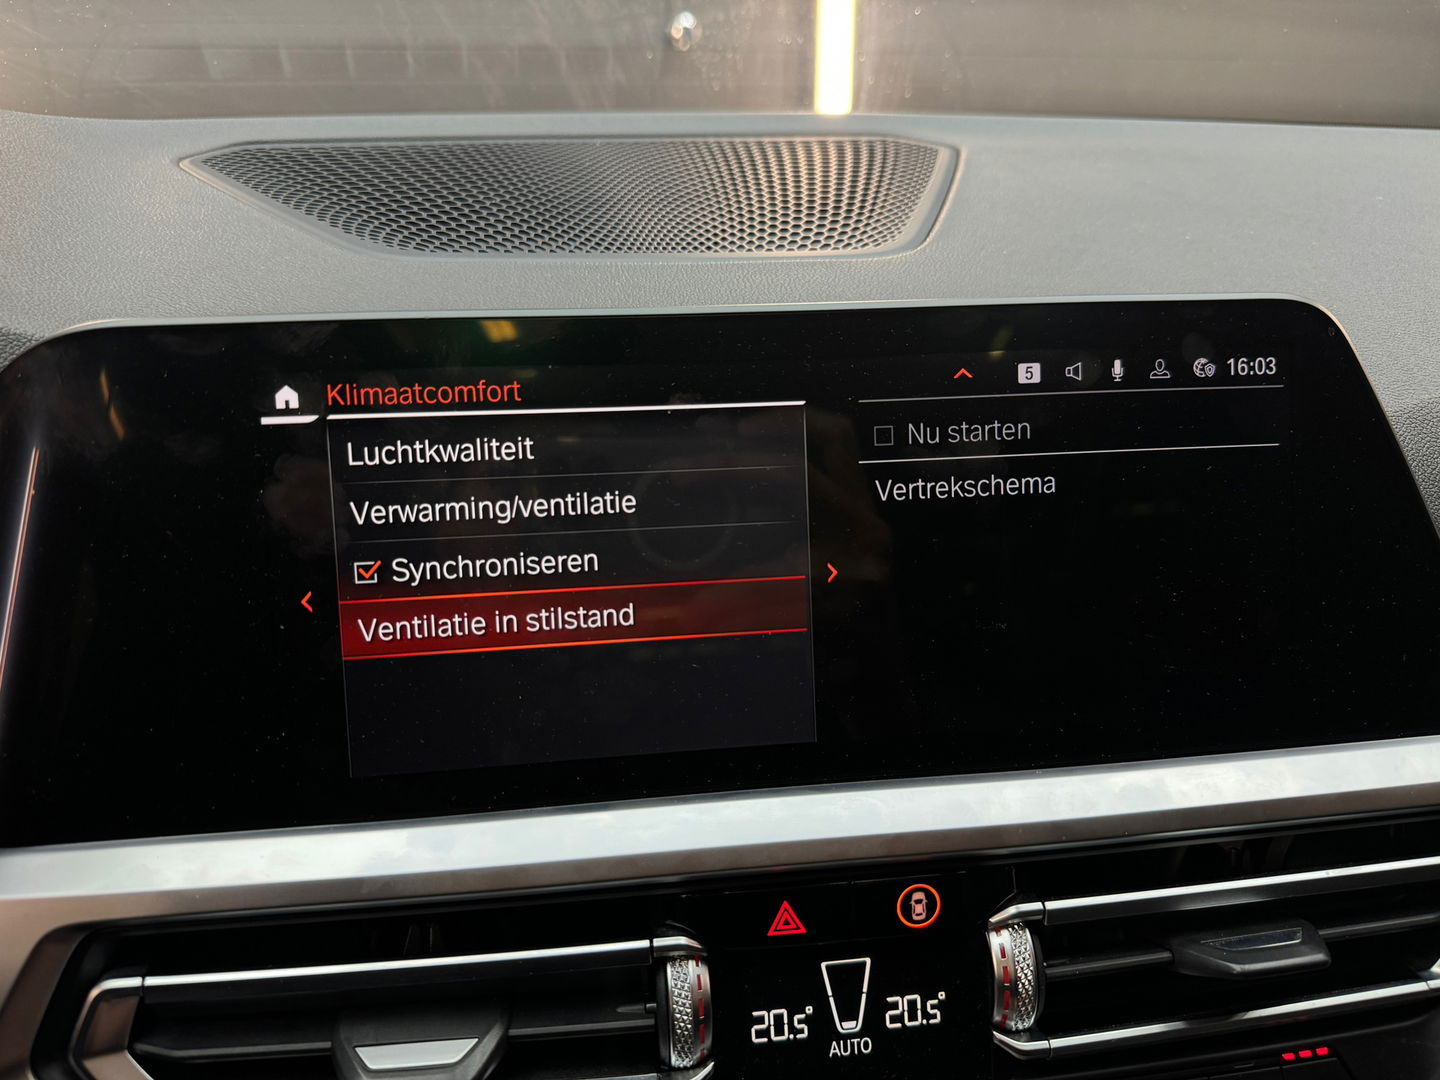 Klimaatcomfort
Luchtkwaliteit
Verwarming/ventilatie
Synchroniseren
Ventilatie in stilstand
5
16:03
Nu starten
Vertrekschema
20.5°
20.5°
AUTO